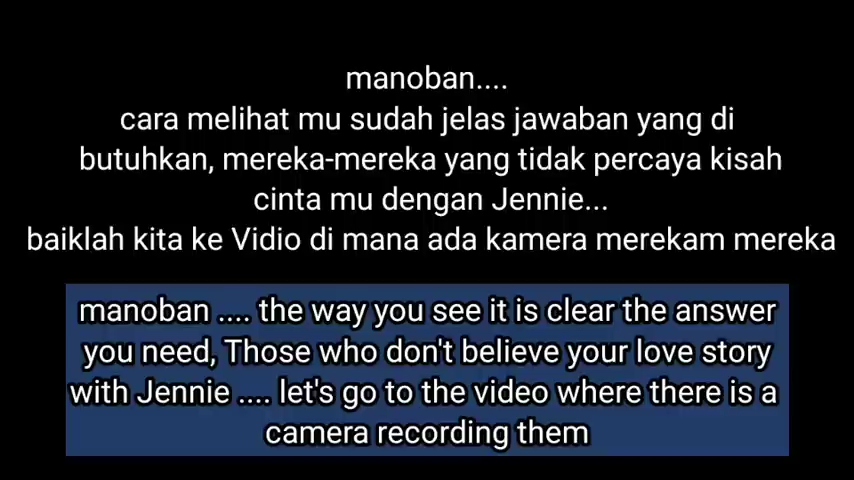 manoban....
cara melihat mu sudah jelas jawaban yang di
butuhkan, mereka-mereka yang tidak percaya kisah
cinta mu dengan Jennie...
baiklah kita ke Vidio di mana ada kamera merekam mereka
manoban .... the way you see it is clear the answer
you need, Those who don't believe your love story
with Jennie .... let's go to the video where there is a
camera recording them